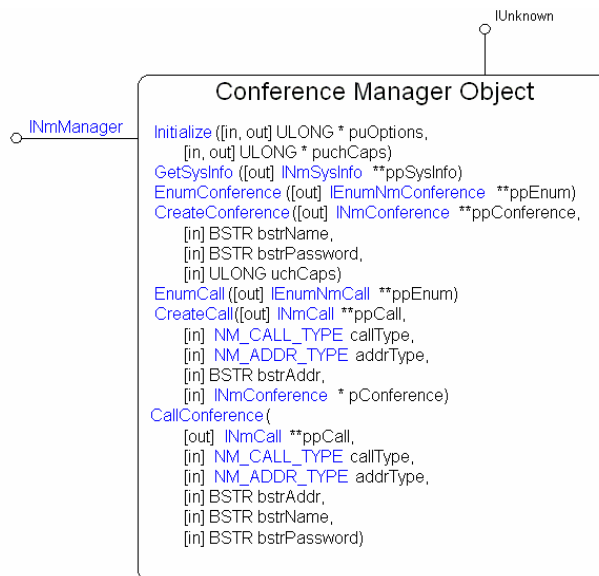 IUnknown
Conference Manager Object
INmManager
Initialize ([in, out] ULONG * puOptions,
[in, out] ULONG * puchCaps)
GetSysInfo ([out] INmSysInfo **ppSysInfo)
EnumConference ([out] IEnumNmConference **ppEnum)
CreateConference([out] INmConference **ppConference,
[in] BSTR bstrName,
[in] BSTR bstrPassword,
[in] ULONG uchCaps)
EnumCall ([out] IEnumNmCall **ppEnum)
CreateCall([out] INmCall **ppCall,
[in] NM_CALL_TYPE callType,
[in] NM_ADDR_TYPE addrType,
[in] BSTR bstrAddr,
[in] INmConference * pConference)
CallConference(
[out] INmCall **ppCall,
[in] NM_CALL_TYPE callType,
[in] NM_ADDR_TYPE addrType,
[in] BSTR bstrAddr,
[in] BSTR bstrName,
[in] BSTR bstrPassword)